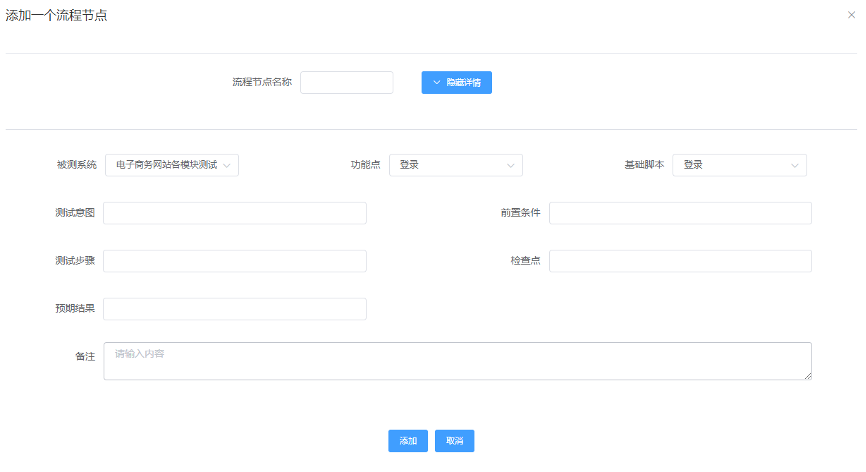 添加一个流程节点
流程节点名称 隐藏详情
被测系统 电子商务网站各模块测试 功能点 登录 基础脚本 登录
测试意图 前置条件
测试步骤 检查点
预期结果
备注 请输入内容
添加 取消